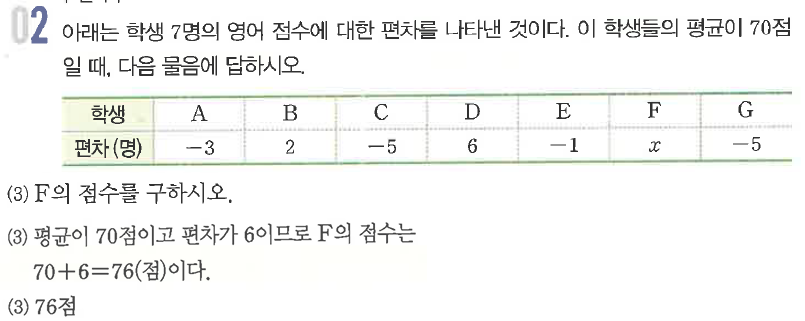 02 아래는 학생 7명의 영어 점수에 대한 편차를 나타낸 것이다. 이 학생들의 평균이 70점
일 때, 다음 물음에 답하시오.
학생 A B C D E F G
편차(명) -3 2 -5 6 -1 x -5
(3) F의 점수를 구하시오.
(3) 평균이 70점이고 편차가 6이므로 F의 점수는
70+6=76(점)이다.
(3) 76점